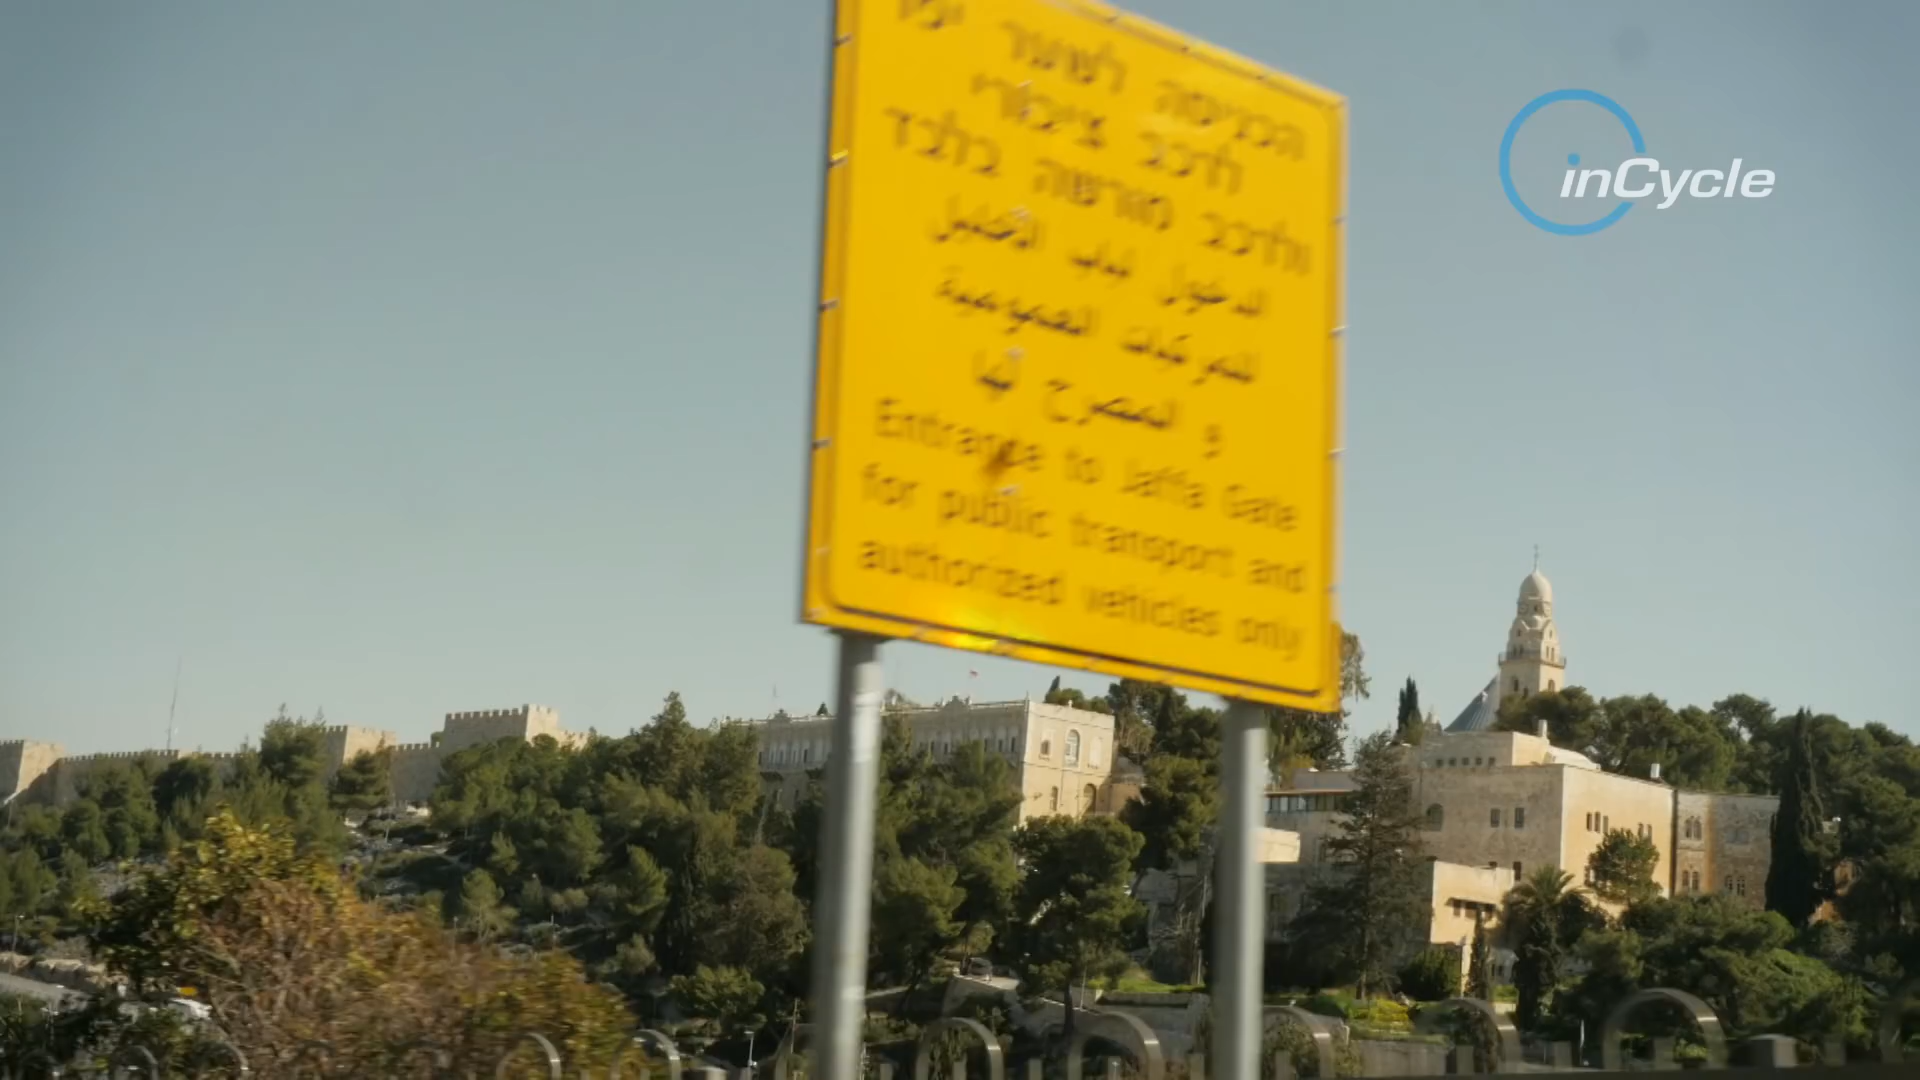 הכניסה לשער יפו
לרכב ציבורי
ולרכב מורשה בלבד
الدخول لباب الخليل
للمركبات العمومية
و المصرح لها
Entrance to Jaffa Gate
for public transport and
authorized vehicles only
inCycle